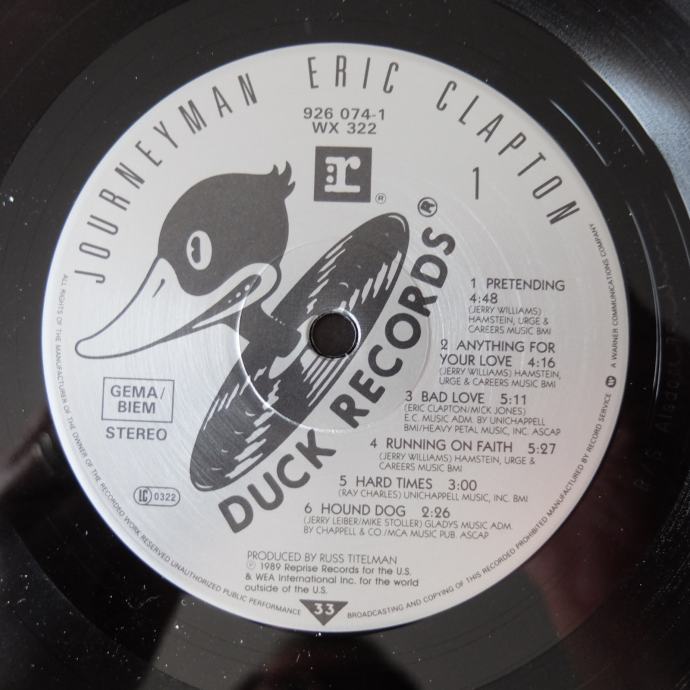 JOURNEYMAN ERIC CLAPTON
926 074-1
WX 322
r
®
1
DUCK RECORDS®
1 PRETENDING
4:48
(JERRY WILLIAMS)
HAMSTEIN, URGE &
CAREERS MUSIC BMI
2 ANYTHING FOR
YOUR LOVE 4:16
(JERRY WILLIAMS) HAMSTEIN,
URGE & CAREERS MUSIC BMI
3 BAD LOVE 5:11
(ERIC CLAPTON/MICK JONES)
E.C. MUSIC ADM. BY UNICHAPPELL
BMI/HEAVY PETAL MUSIC, INC. ASCAP
4 RUNNING ON FAITH 5:27
(JERRY WILLIAMS) HAMSTEIN, URGE &
CAREERS MUSIC BMI
5 HARD TIMES 3:00
(RAY CHARLES) UNICHAPPELL MUSIC, INC. BMI
6 HOUND DOG 2:26
(JERRY LEIBER/MIKE STOLLER) GLADYS MUSIC ADM.
BY CHAPPELL & CO./MCA MUSIC PUB. ASCAP
GEMA/
BIEM
STEREO
LC 0322
PRODUCED BY RUSS TITELMAN
℗ 1989 Reprise Records for the U.S.
& WEA International Inc. for the world
outside of the U.S.
33
ALL RIGHTS OF THE MANUFACTURER OF THE OWNER OF THE RECORDED WORK RESERVED UNAUTHORIZED PUBLIC PERFORMANCE BROADCASTING AND COPYING OF THIS RECORD PROHIBITED MANUFACTURED BY RECORD SERVICE A WARNER COMMUNICATIONS COMPANY